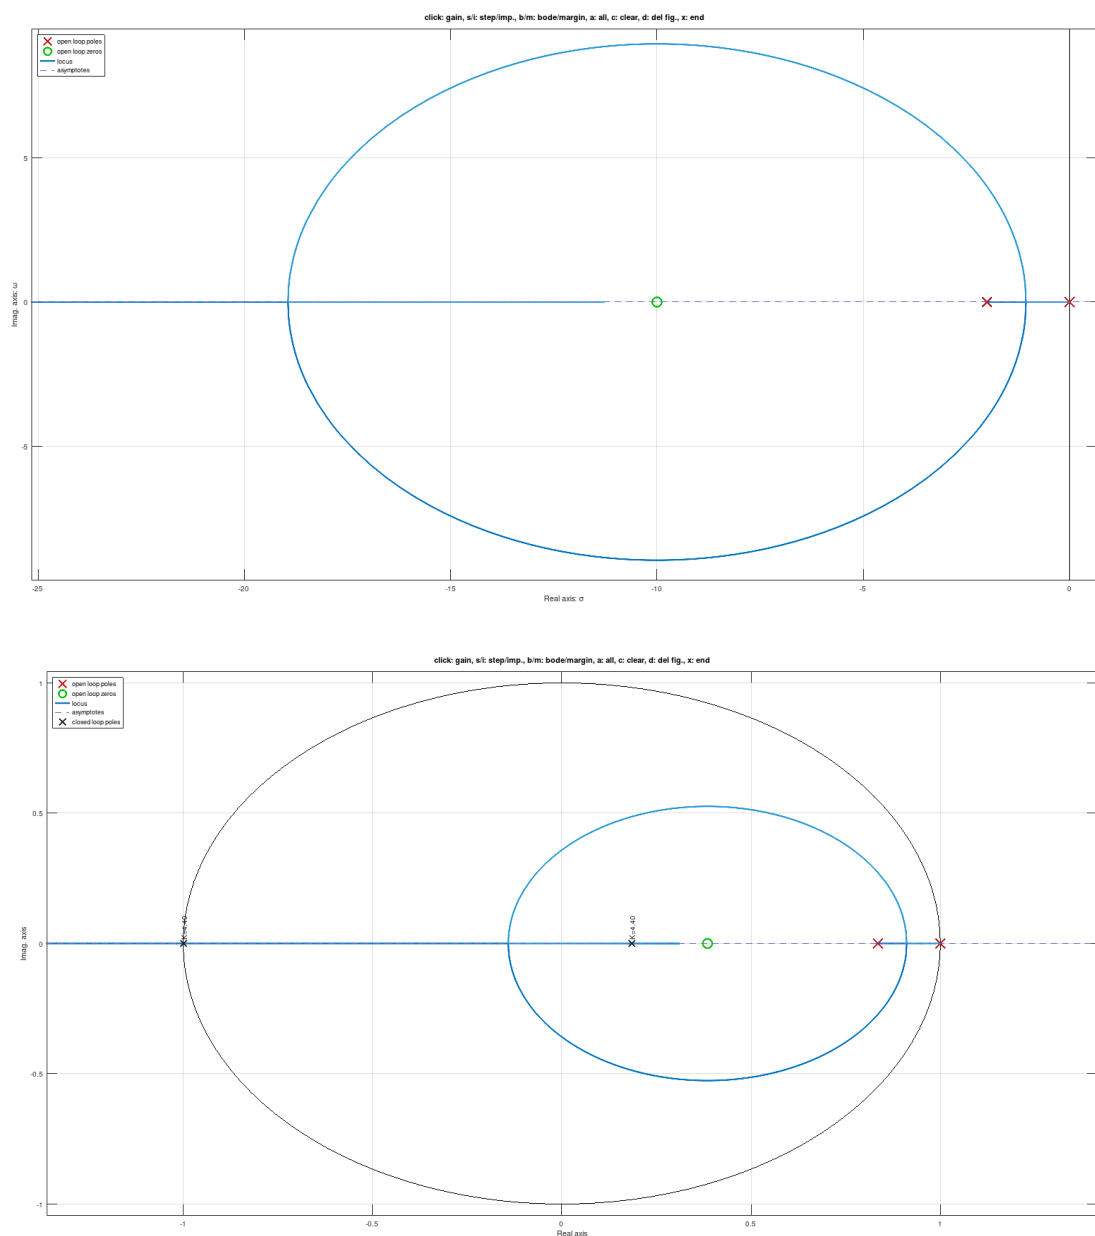 click: gain, s/i: step/imp., b/m: bode/margin, a: all, c: clear, d: del fig., x: end
open loop poles
open loop zeros
locus
asymptotes
5
0
-5
Imag. axis: ω
-25
-20
-15
-10
-5
0
Real axis: σ
click: gain, s/i: step/imp., b/m: bode/margin, a: all, c: clear, d: del fig., x: end
open loop poles
open loop zeros
locus
asymptotes
closed loop poles
1
0.5
0
-0.5
-1
Imag. axis
K=4.40
K=4.40
-1
-0.5
0
0.5
1
Real axis